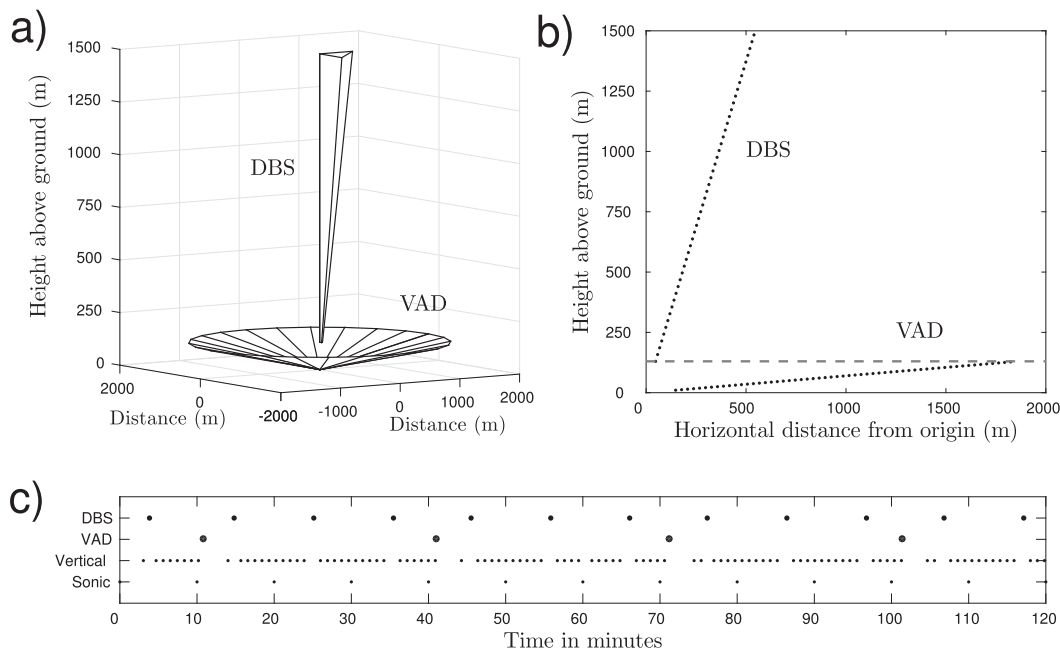 a)
1500
1250
1000
750
500
250
0
Height above ground (m)
DBS
VAD
2000
0
-2000
Distance (m)
-2000
-1000
0
1000
2000
Distance (m)
b)
1500
1250
1000
750
500
250
0
Height above ground (m)
DBS
VAD
0 500 1000 1500 2000
Horizontal distance from origin (m)
c)
DBS
VAD
Vertical
Sonic
0 10 20 30 40 50 60 70 80 90 100 110 120
Time in minutes